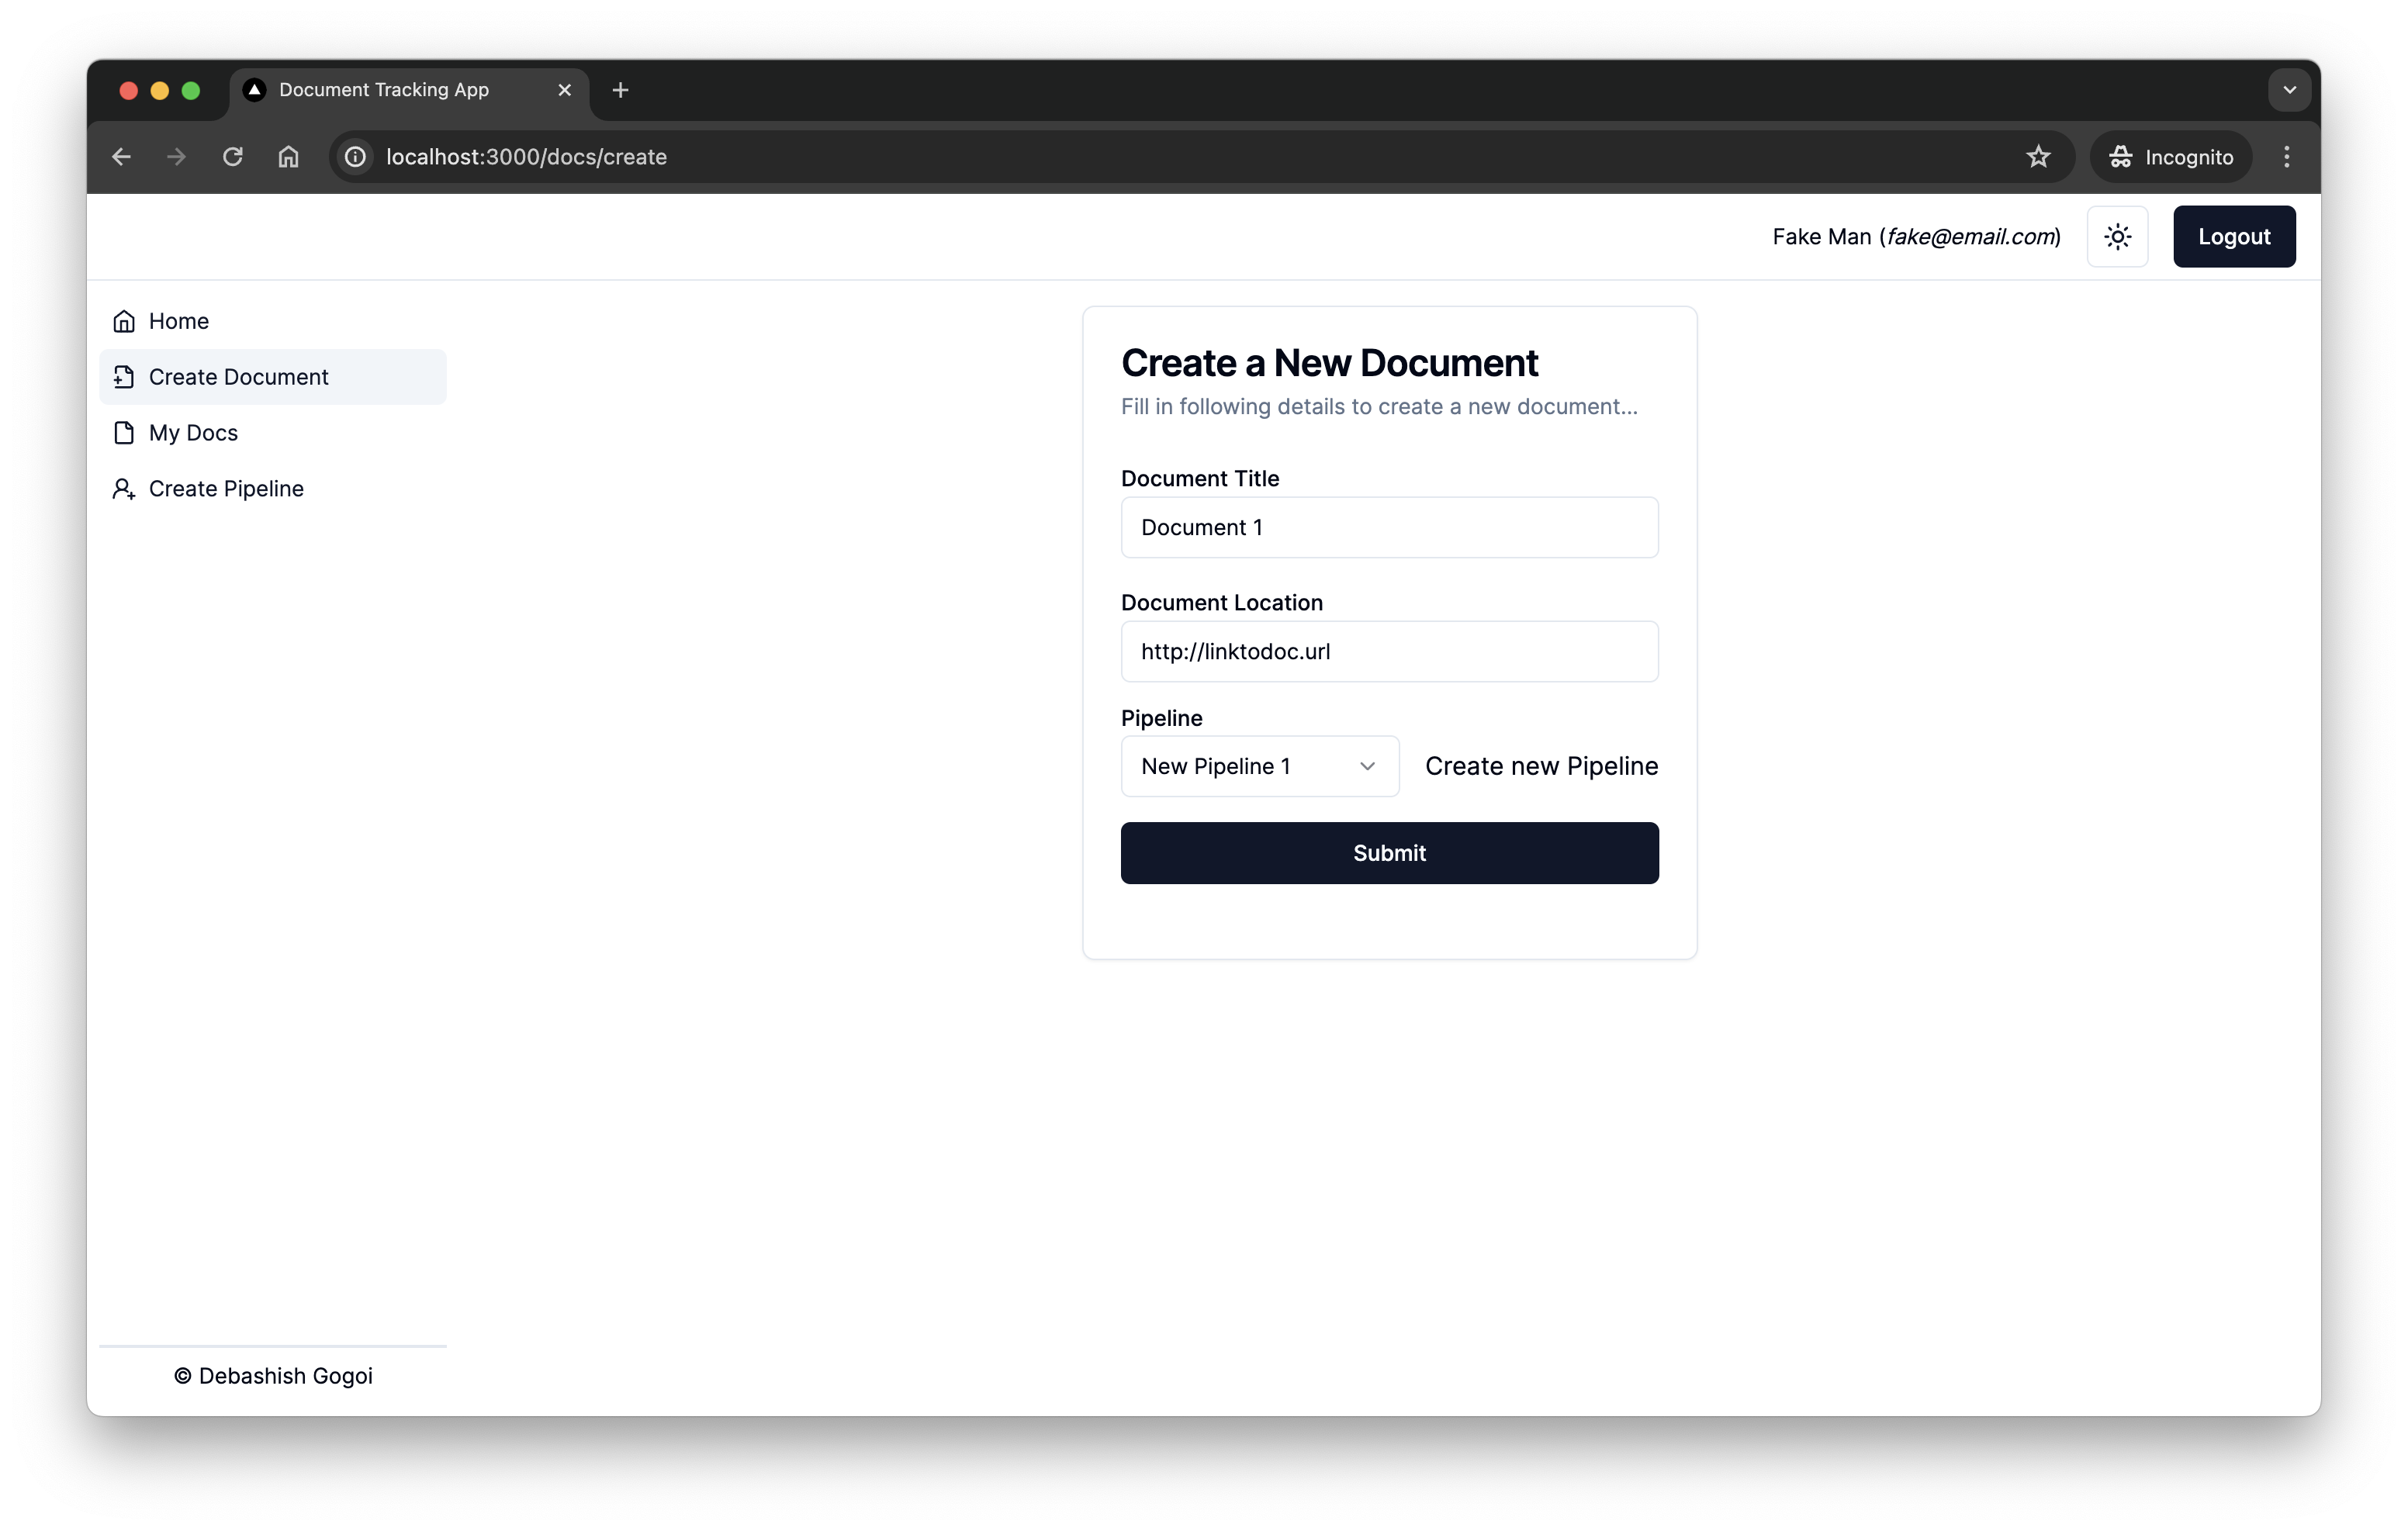 Document Tracking App
localhost:3000/docs/create
Incognito
Fake Man (fake@email.com)
Logout
Home
Create Document
My Docs
Create Pipeline
Create a New Document
Fill in following details to create a new document...
Document Title
Document 1
Document Location
http://linktodoc.url
Pipeline
New Pipeline 1
Create new Pipeline
Submit
© Debashish Gogoi